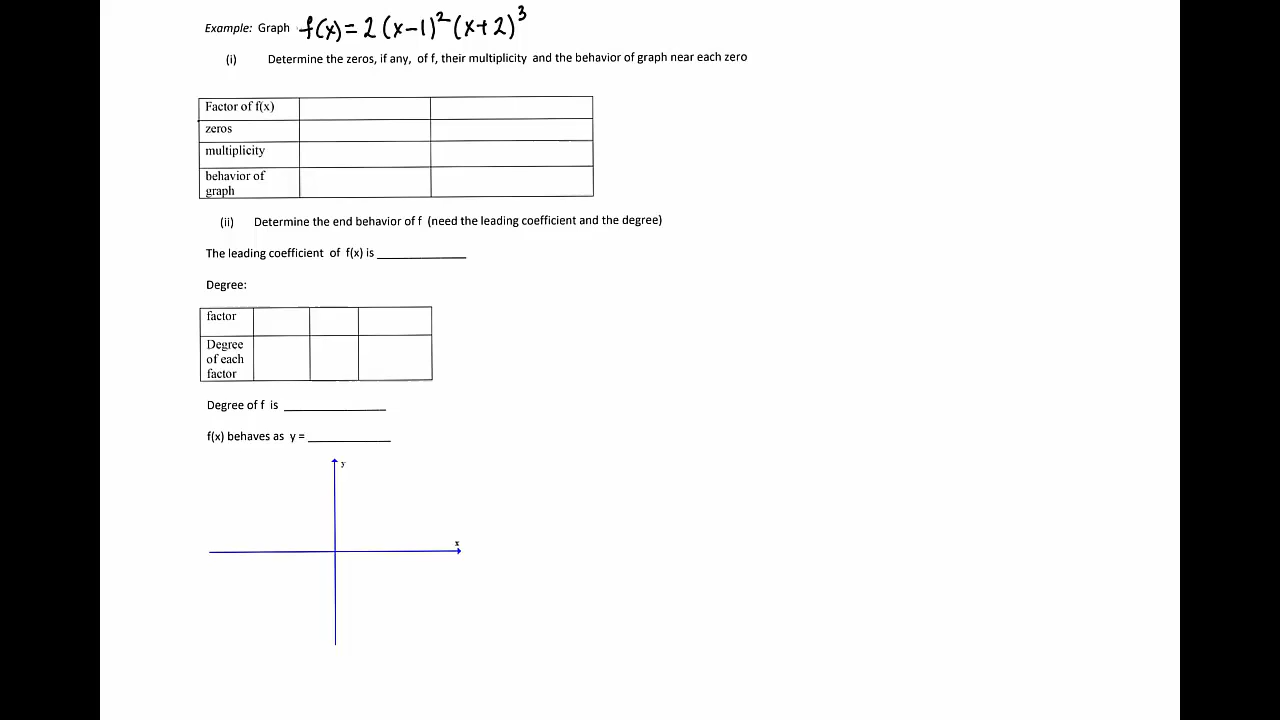 Example: Graph f(x) = 2 (x-1)² (x+2)³
(i) Determine the zeros, if any, of f, their multiplicity and the behavior of graph near each zero
Factor of f(x)
zeros
multiplicity
behavior of
graph
(ii) Determine the end behavior of f (need the leading coefficient and the degree)
The leading coefficient of f(x) is ______________
Degree:
factor
Degree
of each
factor
Degree of f is ________________
f(x) behaves as y = _____________
y
x